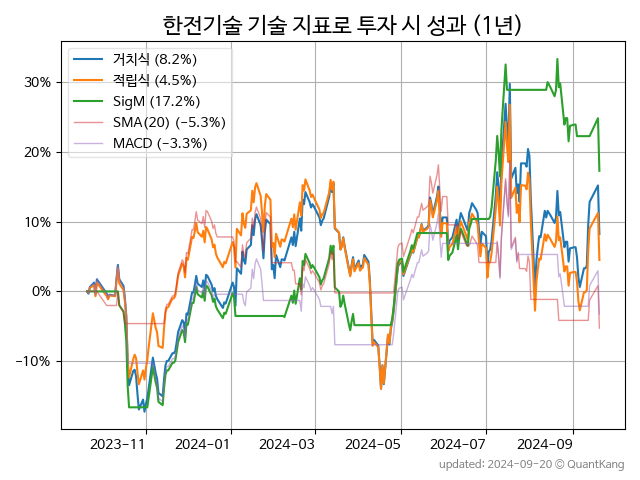 한전기술 기술 지표로 투자 시 성과 (1년)
거치식 (8.2%)
적립식 (4.5%)
SigM (17.2%)
SMA(20) (−5.3%)
MACD (−3.3%)
30%
20%
10%
0%
−10%
2023-11
2024-01
2024-03
2024-05
2024-07
2024-09
updated: 2024-09-20 © QuantKang